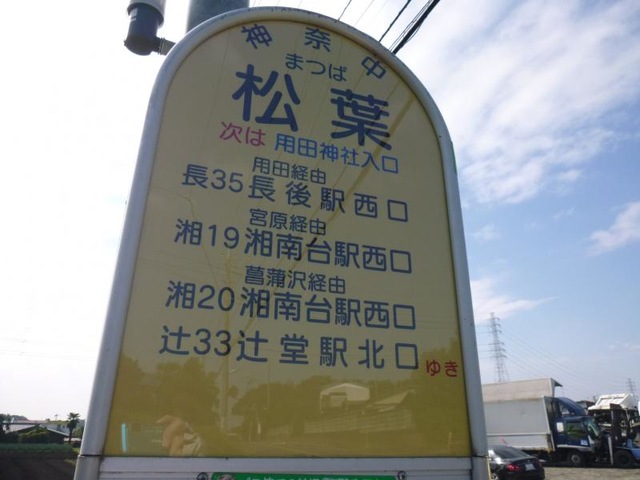 神奈中
まつば
松葉
次は 用田神社入口
用田経由
長35長後駅西口
宮原経由
湘19湘南台駅西口
菖蒲沢経由
湘20湘南台駅西口
辻33辻堂駅北口ゆき